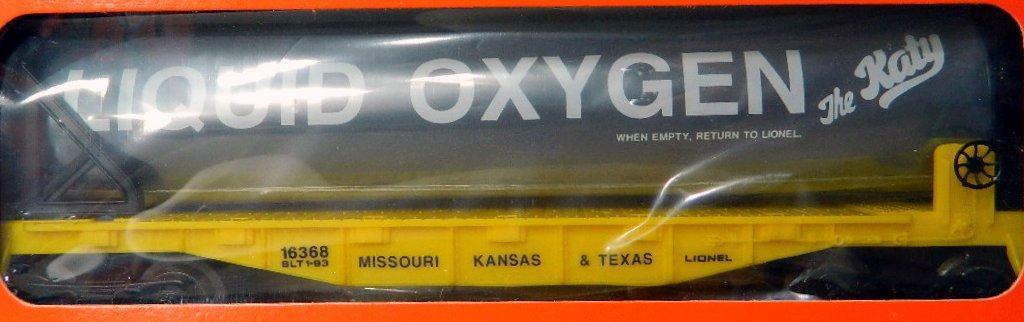 LIQUID OXYGEN
The Katy
WHEN EMPTY, RETURN TO LIONEL.
16368
BLT 1-93
MISSOURI KANSAS & TEXAS LIONEL